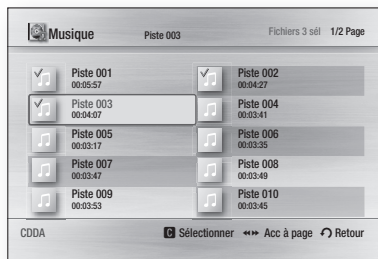 Musique Piste 003 Fichiers 3 sél 1/2 Page
Piste 001 Piste 002
00:05:57 00:04:27
Piste 003 Piste 004
00:04:07 00:03:41
Piste 005 Piste 006
00:03:17 00:03:35
Piste 007 Piste 008
00:03:47 00:03:49
Piste 009 Piste 010
00:03:53 00:03:45
CDDA C Sélectionner Acc à page Retour